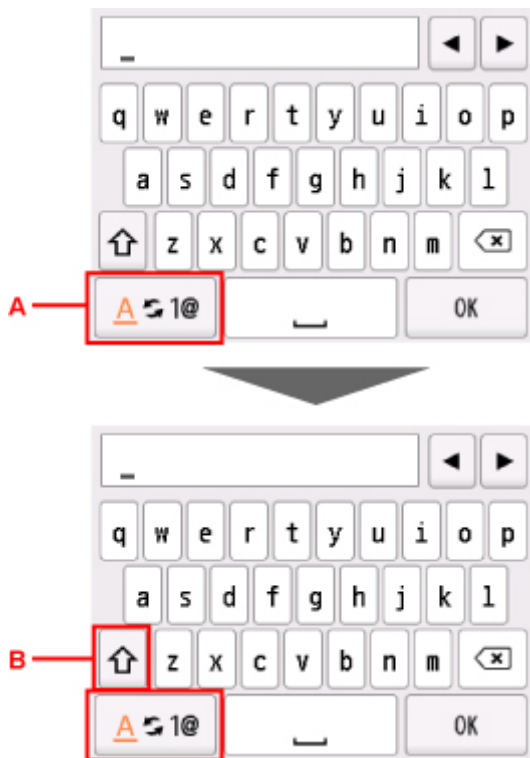 _
q w e r t y u i o p
a s d f g h j k l
z x c v b n m
A A 1@ OK
_
q w e r t y u i o p
a s d f g h j k l
B z x c v b n m
A 1@ OK